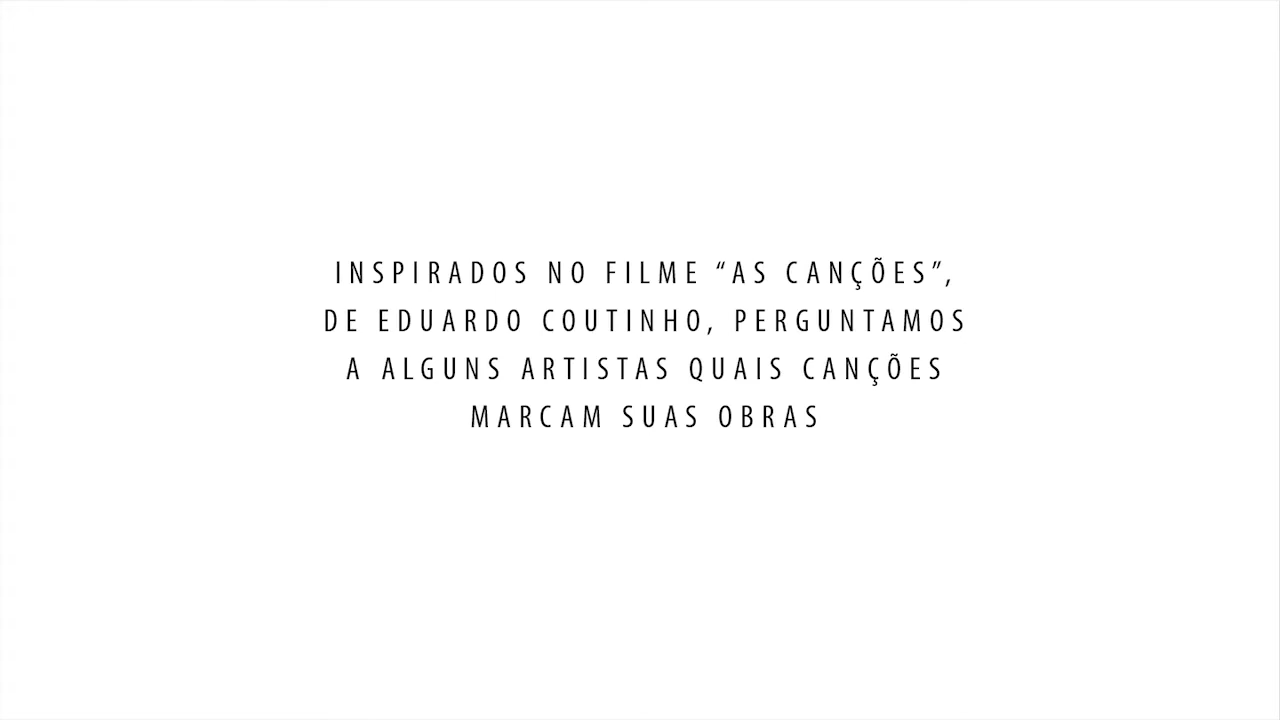 INSPIRADOS NO FILME “AS CANÇÕES”,
DE EDUARDO COUTINHO, PERGUNTAMOS
A ALGUNS ARTISTAS QUAIS CANÇÕES
MARCAM SUAS OBRAS